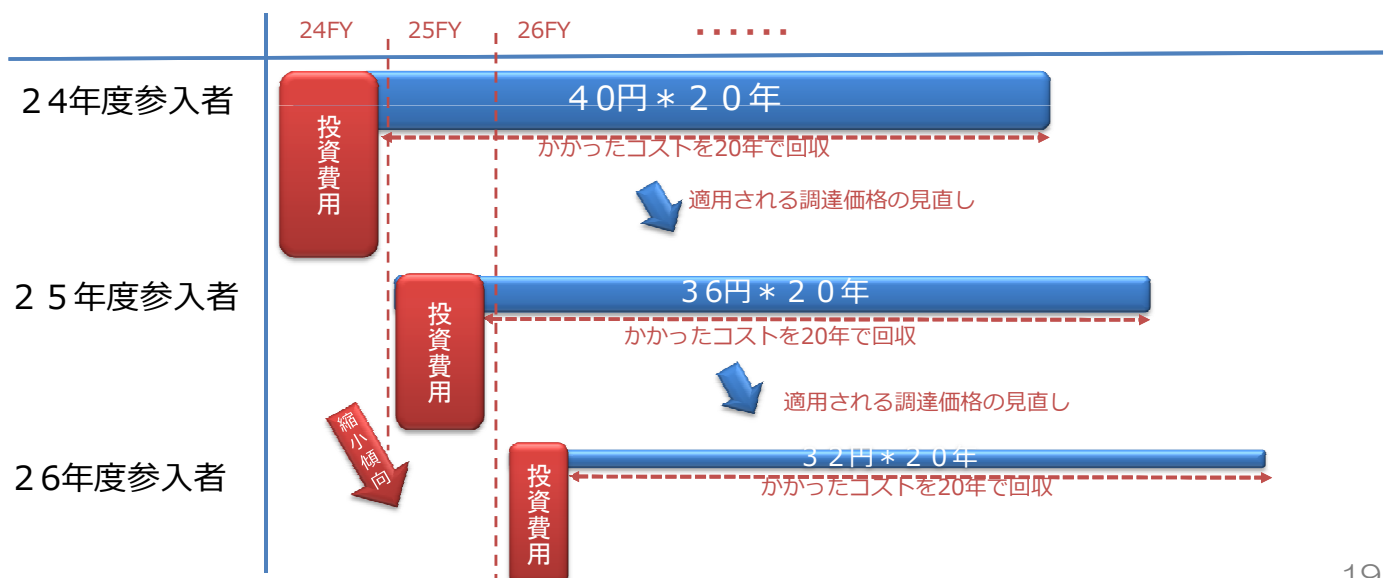 24FY 25FY 26FY ・・・・・・
２4年度参入者
４0円＊２０年
投資費用
かかったコストを20年で回収
適用される調達価格の見直し
２５年度参入者
３6円＊２０年
投資費用
かかったコストを20年で回収
適用される調達価格の見直し
縮小傾向
２6年度参入者
３２円＊２０年
投資費用
かかったコストを20年で回収
19